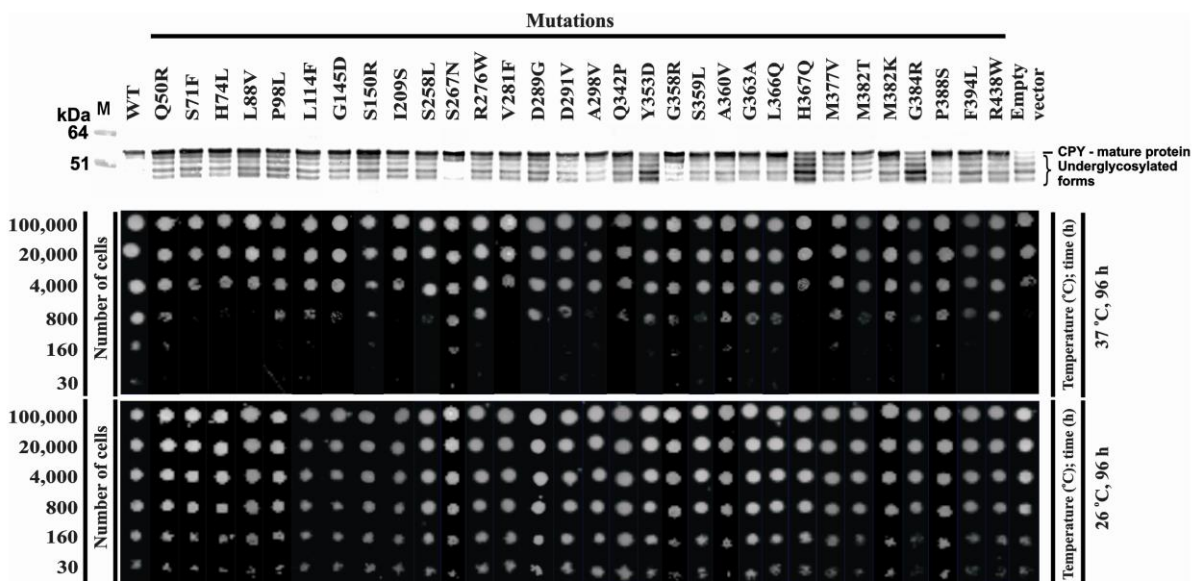 Mutations
kDa M WT Q50R S71F H74L L88V P98L L114F G145D S150R I209S S258L S267N R276W V281F D289G D291V A298V Q342P Y353D G358R S359L A360V G363A L366Q H367Q M377V M382T M382K G384R P388S F394L R438W Empty vector
64
51
CPY - mature protein
Underglycosylated
forms
100,000
20,000
4,000
800
160
30
Number of cells
Temperature (°C); time (h)
37 °C, 96 h
100,000
20,000
4,000
800
160
30
Number of cells
Temperature (°C); time (h)
26 °C, 96 h